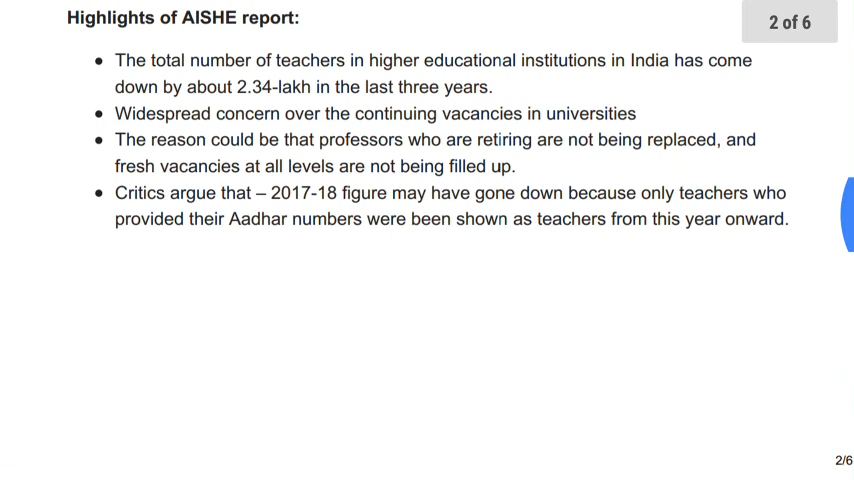 Highlights of AISHE report:
2 of 6
● The total number of teachers in higher educational institutions in India has come
down by about 2.34-lakh in the last three years.
● Widespread concern over the continuing vacancies in universities
● The reason could be that professors who are retiring are not being replaced, and
fresh vacancies at all levels are not being filled up.
● Critics argue that – 2017-18 figure may have gone down because only teachers who
provided their Aadhar numbers were been shown as teachers from this year onward.
2/6